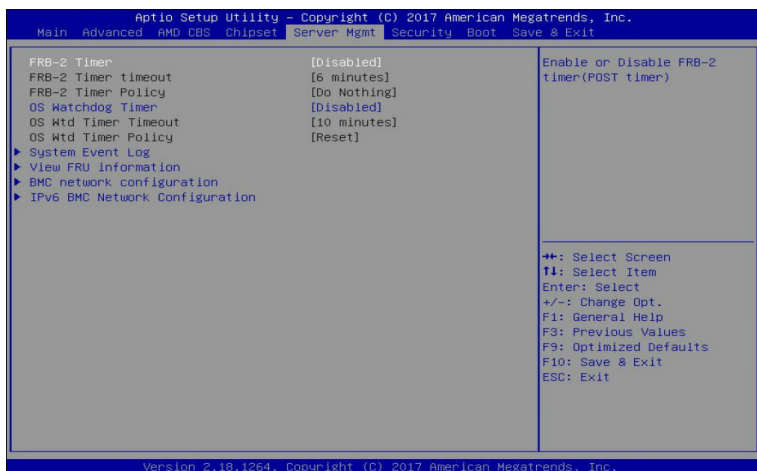 Aptio Setup Utility – Copyright (C) 2017 American Megatrends, Inc.
Main Advanced AMD CBS Chipset Server Mgmt Security Boot Save & Exit
FRB-2 Timer [Disabled]
FRB-2 Timer timeout [6 minutes]
FRB-2 Timer Policy [Do Nothing]
OS Watchdog Timer [Disabled]
OS Wtd Timer Timeout [10 minutes]
OS Wtd Timer Policy [Reset]
▶ System Event Log
▶ View FRU information
▶ BMC network configuration
▶ IPv6 BMC Network Configuration
Enable or Disable FRB-2
timer(POST timer)
→←: Select Screen
↑↓: Select Item
Enter: Select
+/-: Change Opt.
F1: General Help
F3: Previous Values
F9: Optimized Defaults
F10: Save & Exit
ESC: Exit
Version 2.18.1264. Copyright (C) 2017 American Megatrends, Inc.